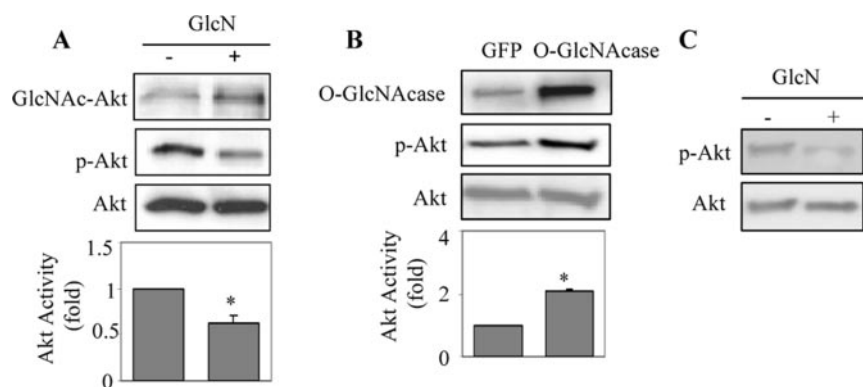 A
GlcN
- +
GlcNAc-Akt
p-Akt
Akt
Akt Activity
(fold)
1.5
1
0.5
0
*
B
GFP O-GlcNAcase
O-GlcNAcase
p-Akt
Akt
Akt Activity
(fold)
4
2
0
*
C
GlcN
- +
p-Akt
Akt